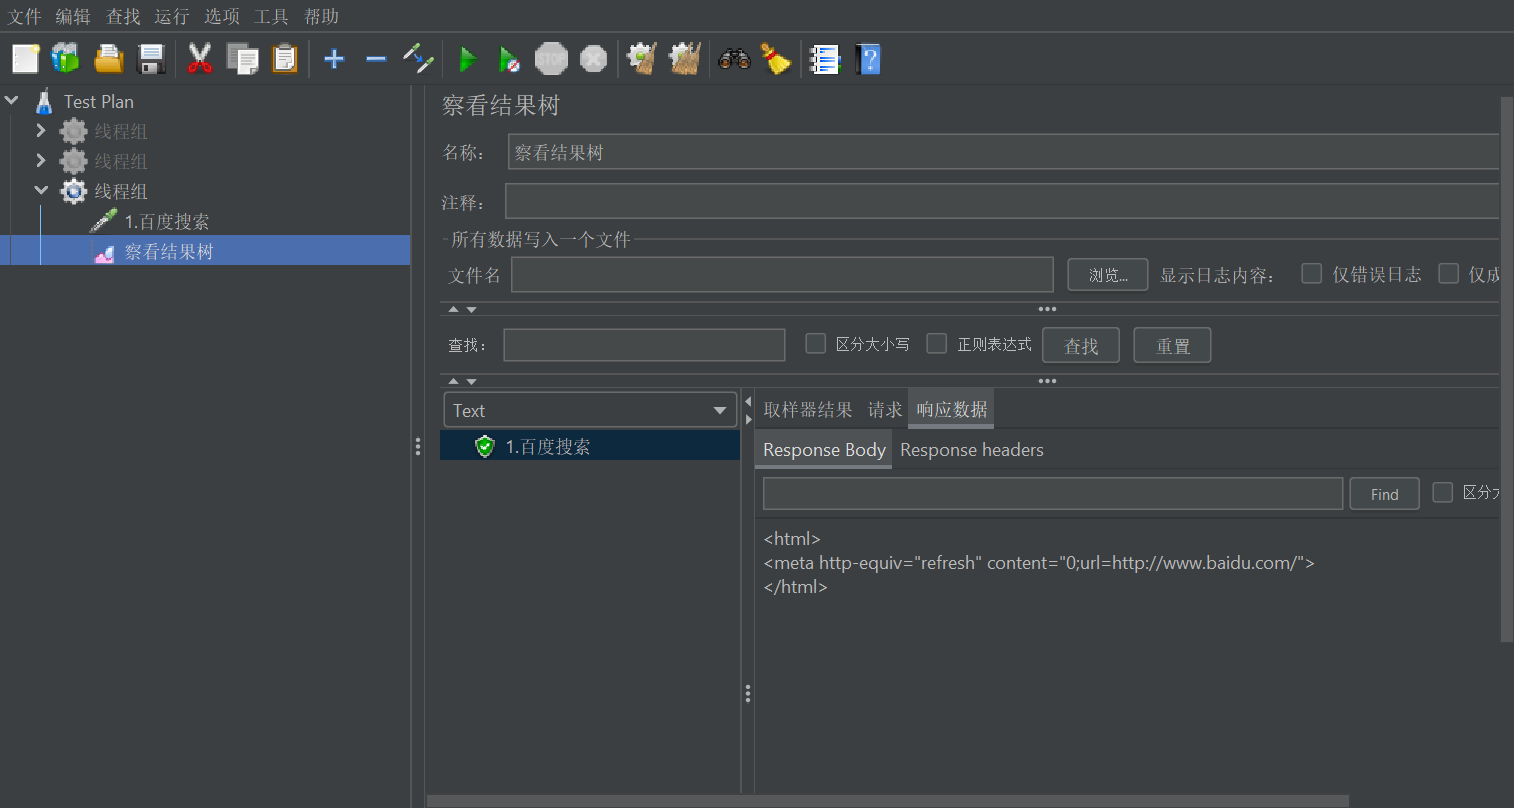 文件 编辑 查找 运行 选项 工具 帮助
STOP
Test Plan
线程组
线程组
线程组
1.百度搜索
察看结果树
察看结果树
名称： 察看结果树
注释：
所有数据写入一个文件
文件名 浏览... 显示日志内容： 仅错误日志 仅成
查找： 区分大小写 正则表达式 查找 重置
Text
1.百度搜索
取样器结果 请求 响应数据
Response Body Response headers
Find 区分大
<html>
<meta http-equiv="refresh" content="0;url=http://www.baidu.com/">
</html>